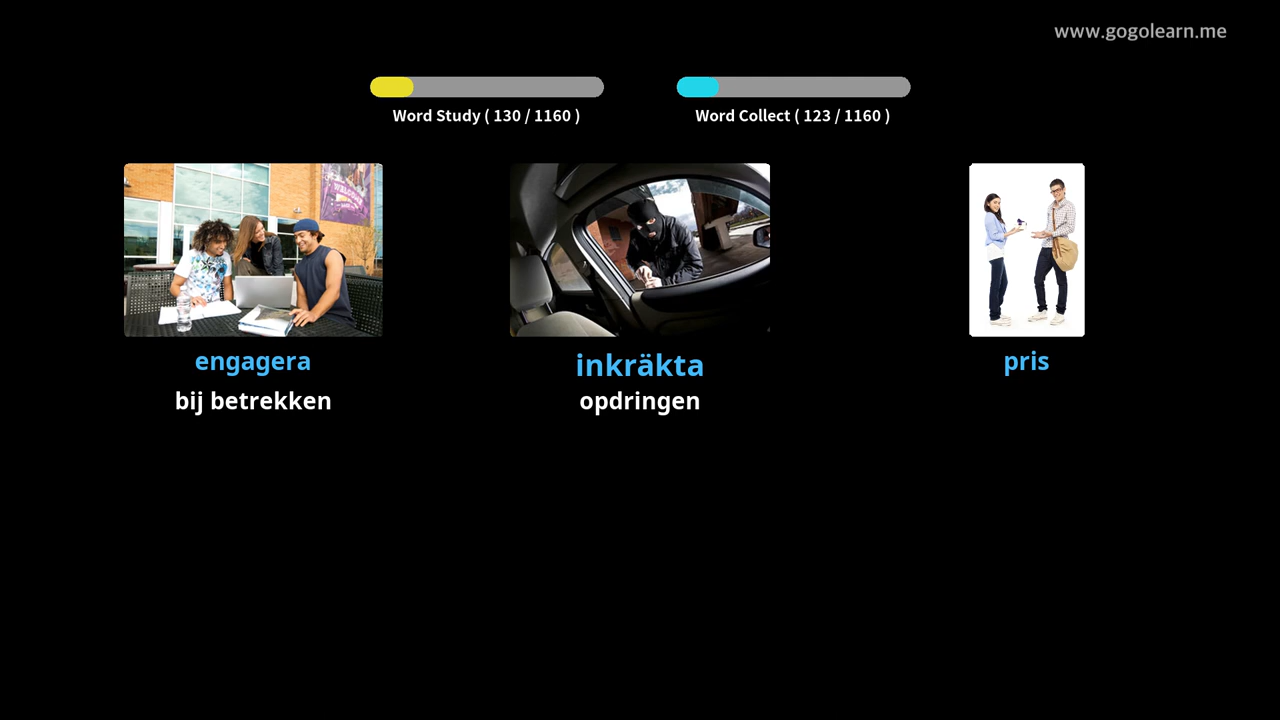 www.gogolearn.me
Word Study ( 130 / 1160 )
Word Collect ( 123 / 1160 )
engagera
inkräkta
pris
bij betrekken
opdringen